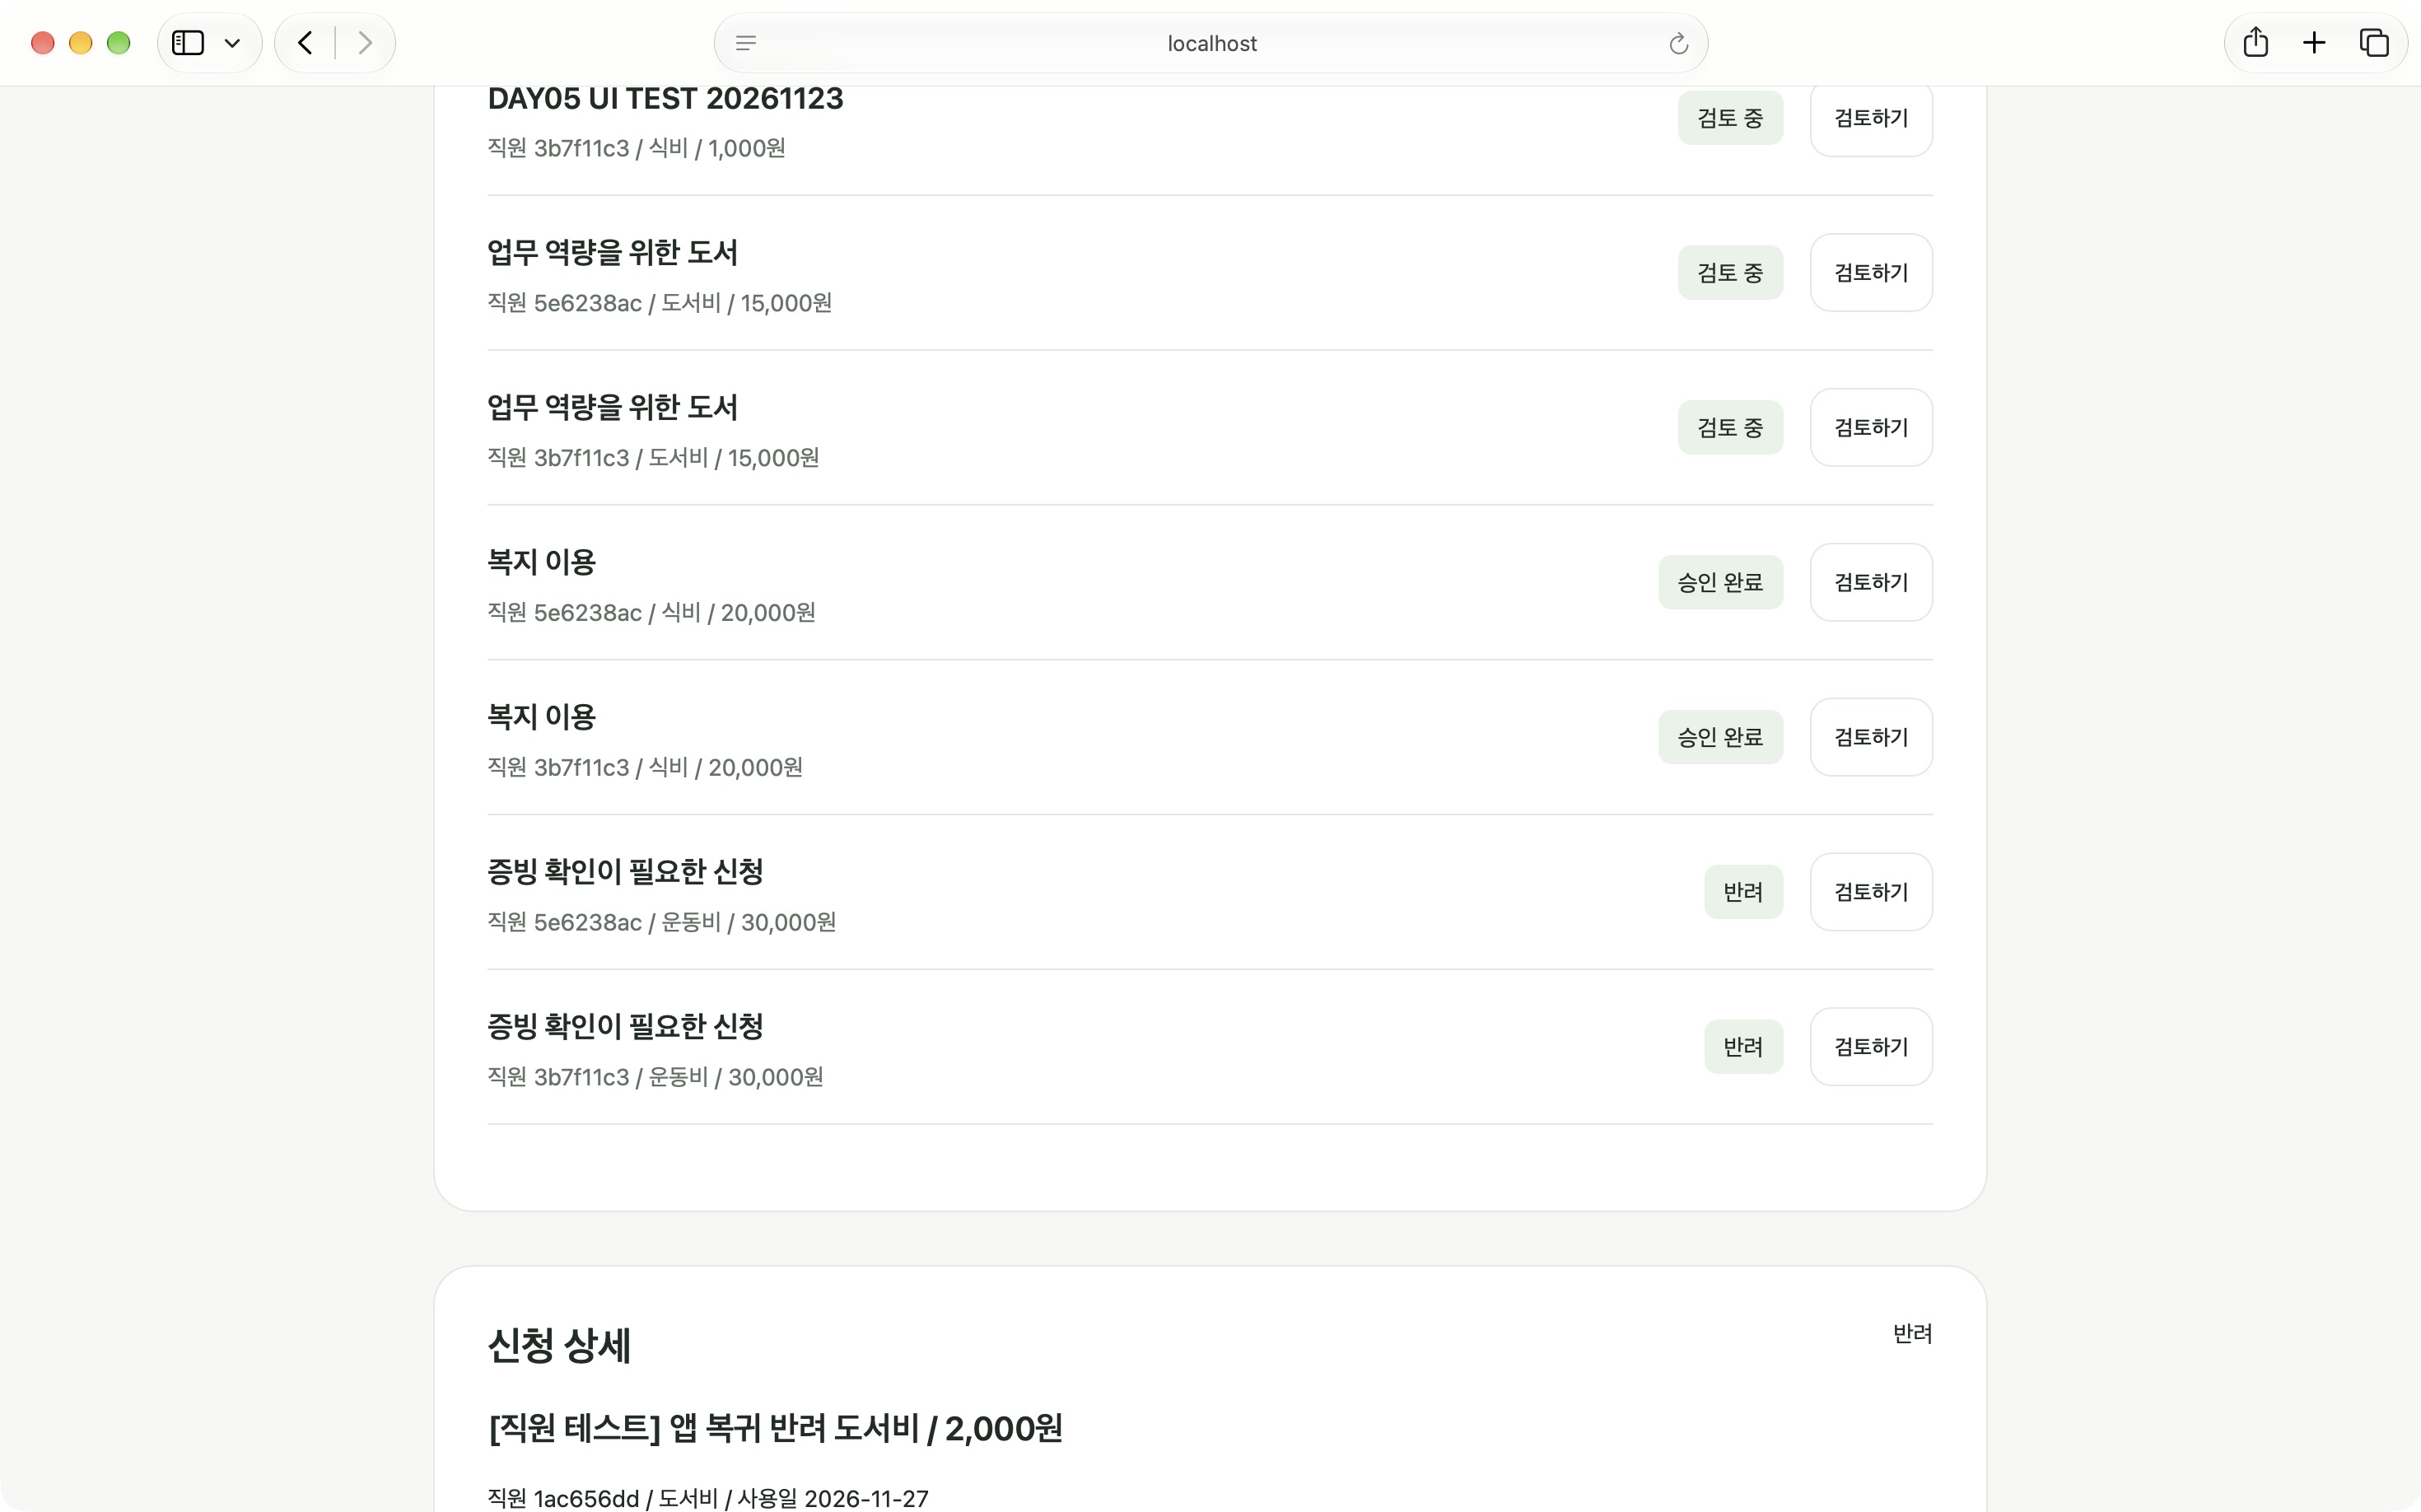 localhost
DAY05 UI TEST 20261123
직원 3b7f11c3 / 식비 / 1,000원
검토 중
검토하기
업무 역량을 위한 도서
직원 5e6238ac / 도서비 / 15,000원
검토 중
검토하기
업무 역량을 위한 도서
직원 3b7f11c3 / 도서비 / 15,000원
검토 중
검토하기
복지 이용
직원 5e6238ac / 식비 / 20,000원
승인 완료
검토하기
복지 이용
직원 3b7f11c3 / 식비 / 20,000원
승인 완료
검토하기
증빙 확인이 필요한 신청
직원 5e6238ac / 운동비 / 30,000원
반려
검토하기
증빙 확인이 필요한 신청
직원 3b7f11c3 / 운동비 / 30,000원
반려
검토하기
신청 상세
반려
[직원 테스트] 앱 복귀 반려 도서비 / 2,000원
직원 1ac656dd / 도서비 / 사용일 2026-11-27